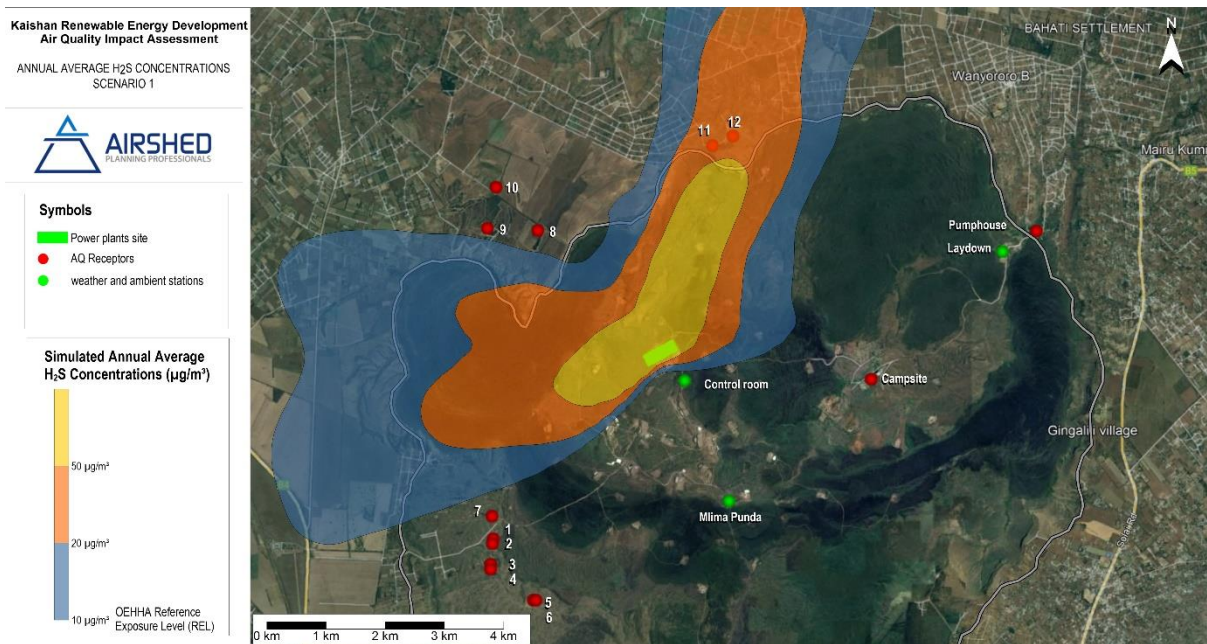 Kaishan Renewable Energy Development
Air Quality Impact Assessment
ANNUAL AVERAGE H₂S CONCENTRATIONS
SCENARIO 1
AIRSHED
PLANNING PROFESSIONALS
Symbols
Power plants site
AQ Receptors
weather and ambient stations
Simulated Annual Average
H₂S Concentrations (µg/m³)
50 µg/m³
20 µg/m³
10 µg/m³
OEHHA Reference
Exposure Level (REL)
BAHATI SETTLEMENT
N
Wanyororo B
11
12
Mairu Kumi
B5
10
9
8
Pumphouse
Laydown
Control room
Campsite
Gingalili village
Mlima Punda
Solai Rd
7
1
2
3
4
5
6
0 km
1 km
2 km
3 km
4 km